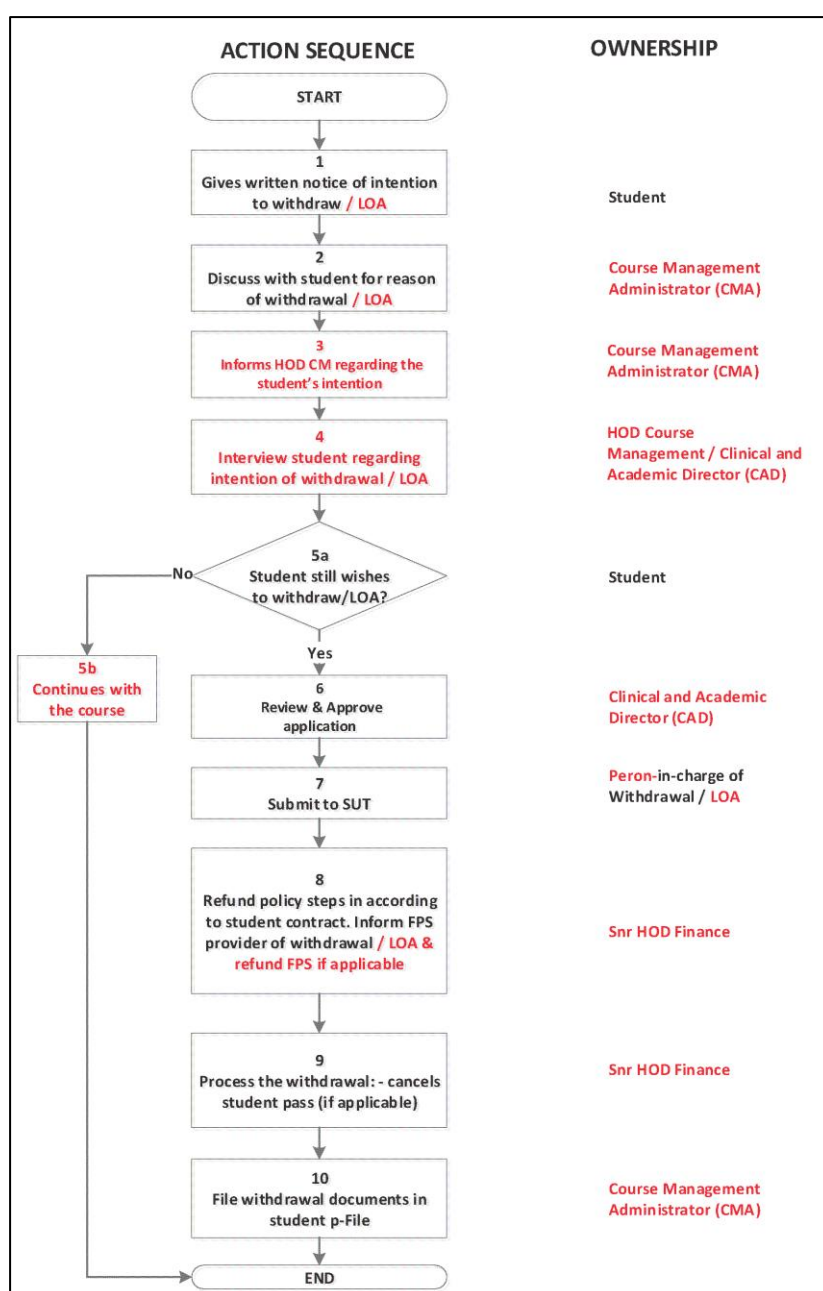 ACTION SEQUENCE
OWNERSHIP
START
1
Gives written notice of intention
to withdraw / LOA
Student
2
Discuss with student for reason
of withdrawal / LOA
Course Management
Administrator (CMA)
3
Informs HOD CM regarding the
student's intention
Course Management
Administrator (CMA)
4
Interview student regarding
intention of withdrawal / LOA
HOD Course
Management / Clinical and
Academic Director (CAD)
5a
Student still wishes
to withdraw/LOA?
Student
No
Yes
5b
Continues with
the course
6
Review & Approve
application
Clinical and Academic
Director (CAD)
7
Submit to SUT
Peron-in-charge of
Withdrawal / LOA
8
Refund policy steps in according
to student contract. Inform FPS
provider of withdrawal / LOA &
refund FPS if applicable
Snr HOD Finance
9
Process the withdrawal: - cancels
student pass (if applicable)
Snr HOD Finance
10
File withdrawal documents in
student p-File
Course Management
Administrator (CMA)
END